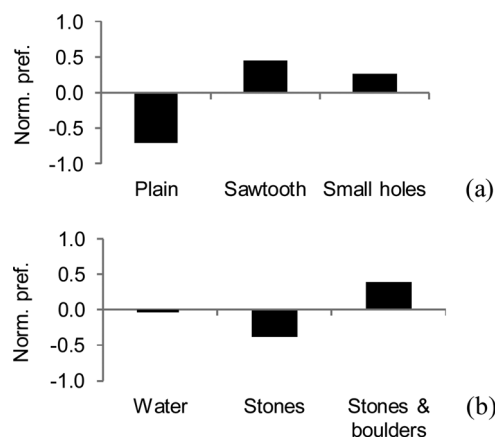 Norm. pref.
1.0
0.5
0.0
-0.5
-1.0
Plain Sawtooth Small holes (a)
Norm. pref.
1.0
0.5
0.0
-0.5
-1.0
Water Stones Stones &
boulders (b)